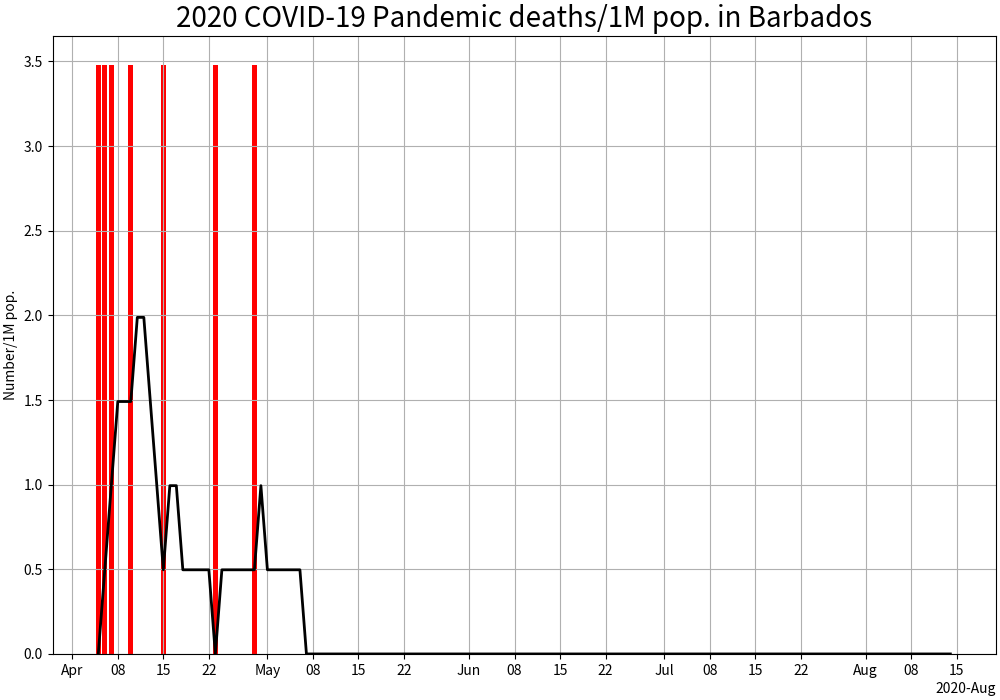 2020 COVID-19 Pandemic deaths/1M pop. in Barbados
Number/1M pop.
3.5
3.0
2.5
2.0
1.5
1.0
0.5
0.0
Apr 08 15 22 May 08 15 22 Jun 08 15 22 Jul 08 15 22 Aug 08 15
2020-Aug